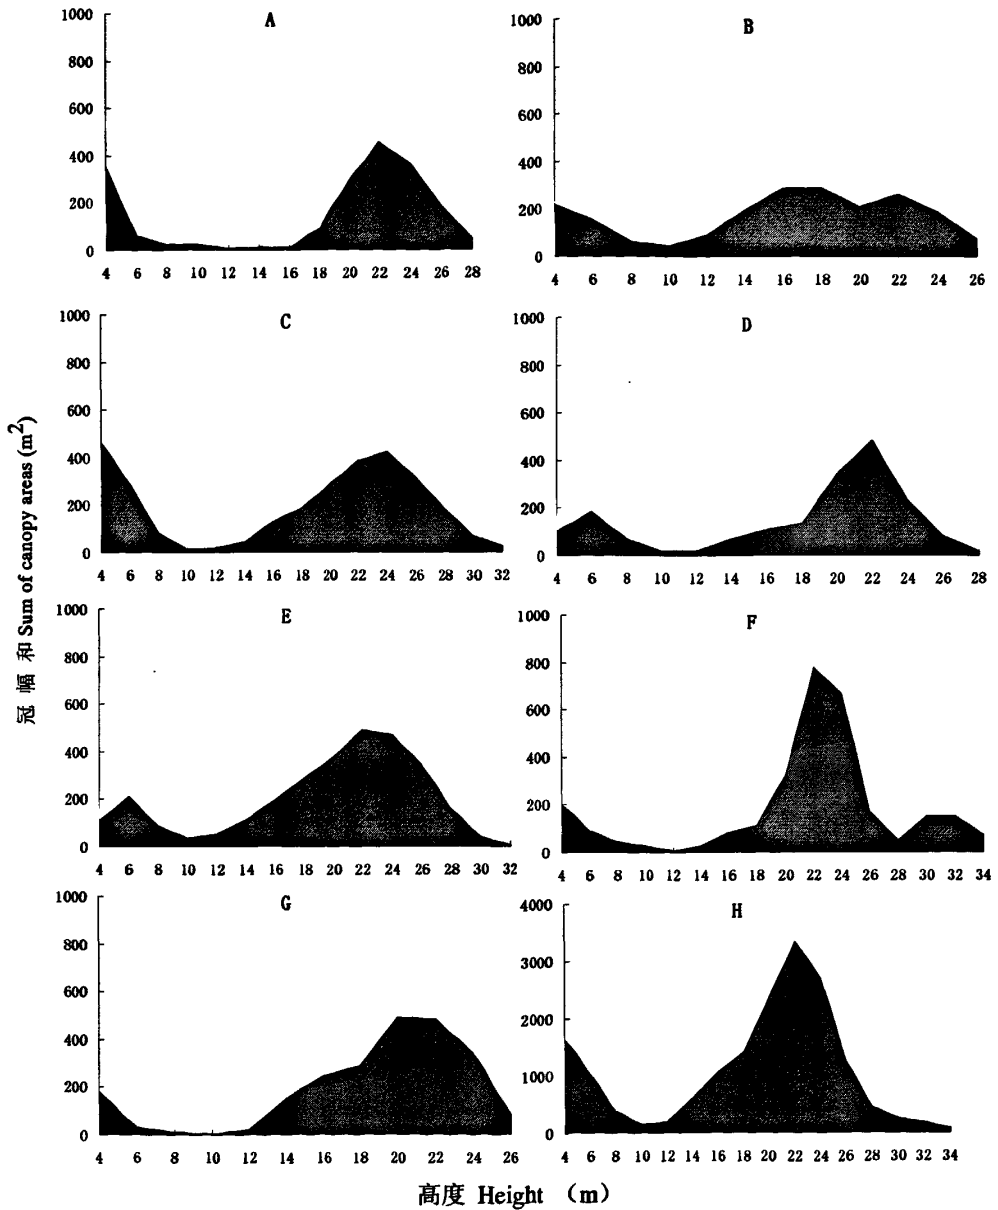 A
1000
800
600
400
200
0
4 6 8 10 12 14 16 18 20 22 24 26 28
B
1000
800
600
400
200
0
4 6 8 10 12 14 16 18 20 22 24 26
C
1000
800
600
400
200
0
4 6 8 10 12 14 16 18 20 22 24 26 28 30 32
D
1000
800
600
400
200
0
4 6 8 10 12 14 16 18 20 22 24 26 28
E
1000
800
600
400
200
0
4 6 8 10 12 14 16 18 20 22 24 26 28 30 32
F
1000
800
600
400
200
0
4 6 8 10 12 14 16 18 20 22 24 26 28 30 32 34
G
1000
800
600
400
200
0
4 6 8 10 12 14 16 18 20 22 24 26
H
4000
3000
2000
1000
0
4 6 8 10 12 14 16 18 20 22 24 26 28 30 32 34
冠幅和 Sum of canopy areas (m²)
高度 Height （m）